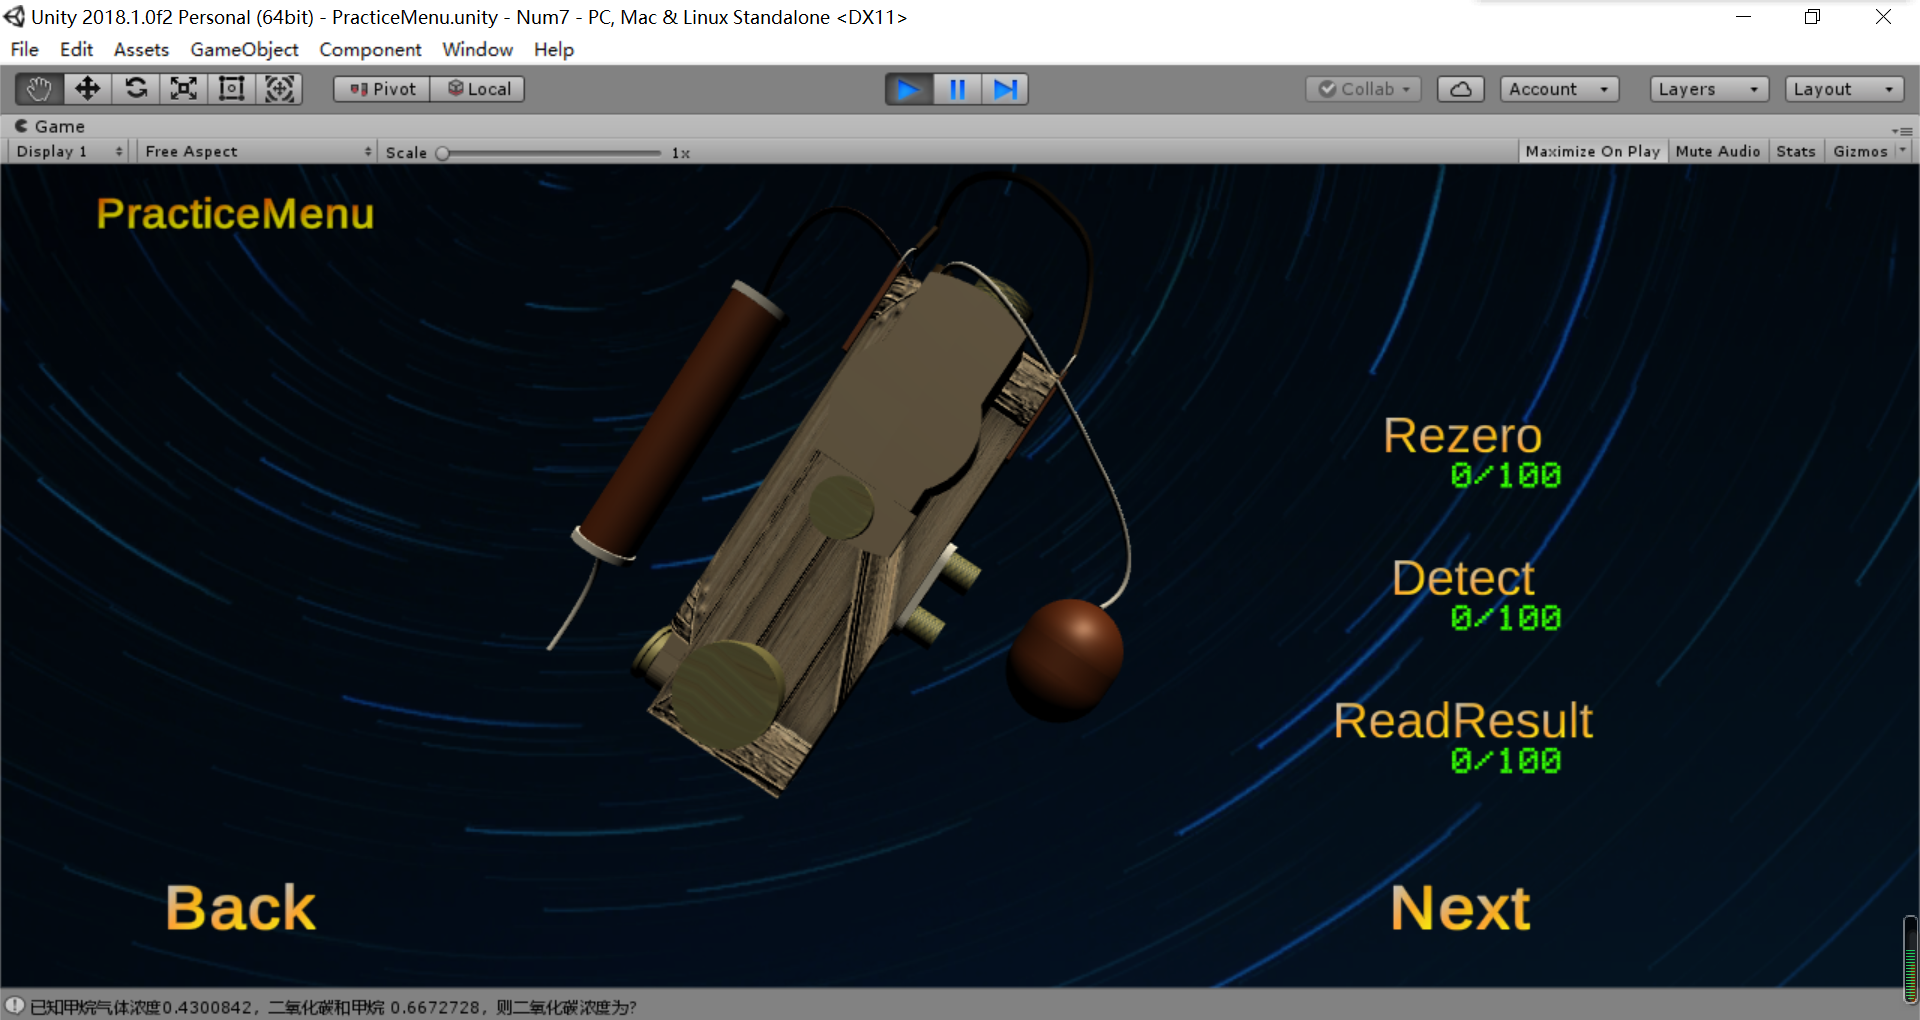 Unity 2018.1.0f2 Personal (64bit) - PracticeMenu.unity - Num7 - PC, Mac & Linux Standalone <DX11>
File Edit Assets GameObject Component Window Help
Pivot Local Collab Account Layers Layout
Game
Display 1 Free Aspect Scale 1x Maximize On Play Mute Audio Stats Gizmos
PracticeMenu
Rezero
0/100
Detect
0/100
ReadResult
0/100
Back Next
已知甲烷气体浓度0.4300842，二氧化碳和甲烷 0.6672728，则二氧化碳浓度为?